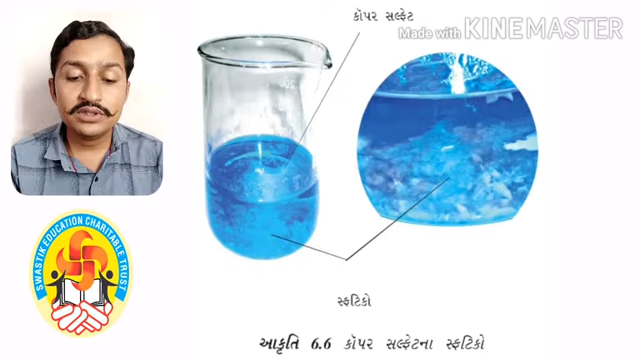 કૉપર સલ્ફેટ
Made with KINEMASTER
SWASTIK EDUCATION CHARITABLE TRUST
સ્ફટિકો
આકૃતિ 6.6 કૉપર સલ્ફેટના સ્ફટિકો